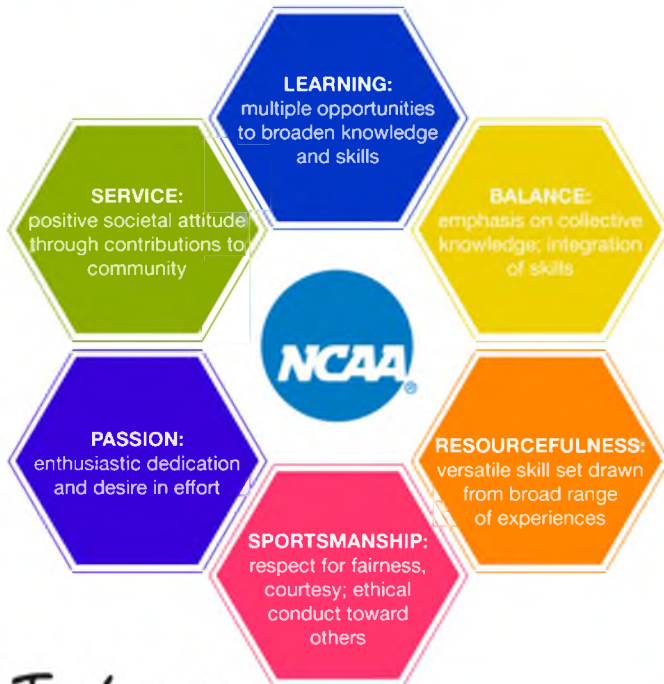 LEARNING:
multiple opportunities
to broaden knowledge
and skills
SERVICE:
positive societal attitude
through contributions to
community
BALANCE:
emphasis on collective
knowledge; integration
of skills
NCAA®
PASSION:
enthusiastic dedication
and desire in effort
RESOURCEFULNESS:
versatile skill set drawn
from broad range
of experiences
SPORTSMANSHIP:
respect for fairness,
courtesy; ethical
conduct toward
others